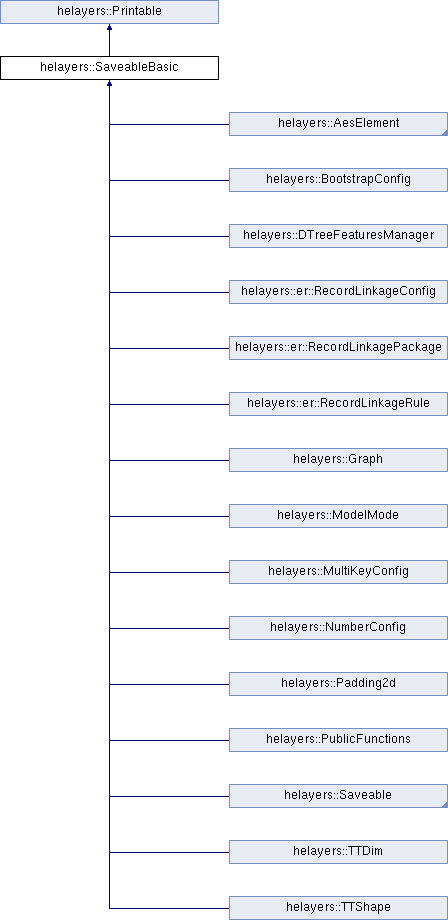 helayers::Printable
helayers::SaveableBasic
helayers::AesElement
helayers::BootstrapConfig
helayers::DTreeFeaturesManager
helayers::er::RecordLinkageConfig
helayers::er::RecordLinkagePackage
helayers::er::RecordLinkageRule
helayers::Graph
helayers::ModelMode
helayers::MultiKeyConfig
helayers::NumberConfig
helayers::Padding2d
helayers::PublicFunctions
helayers::Saveable
helayers::TTDim
helayers::TTShape